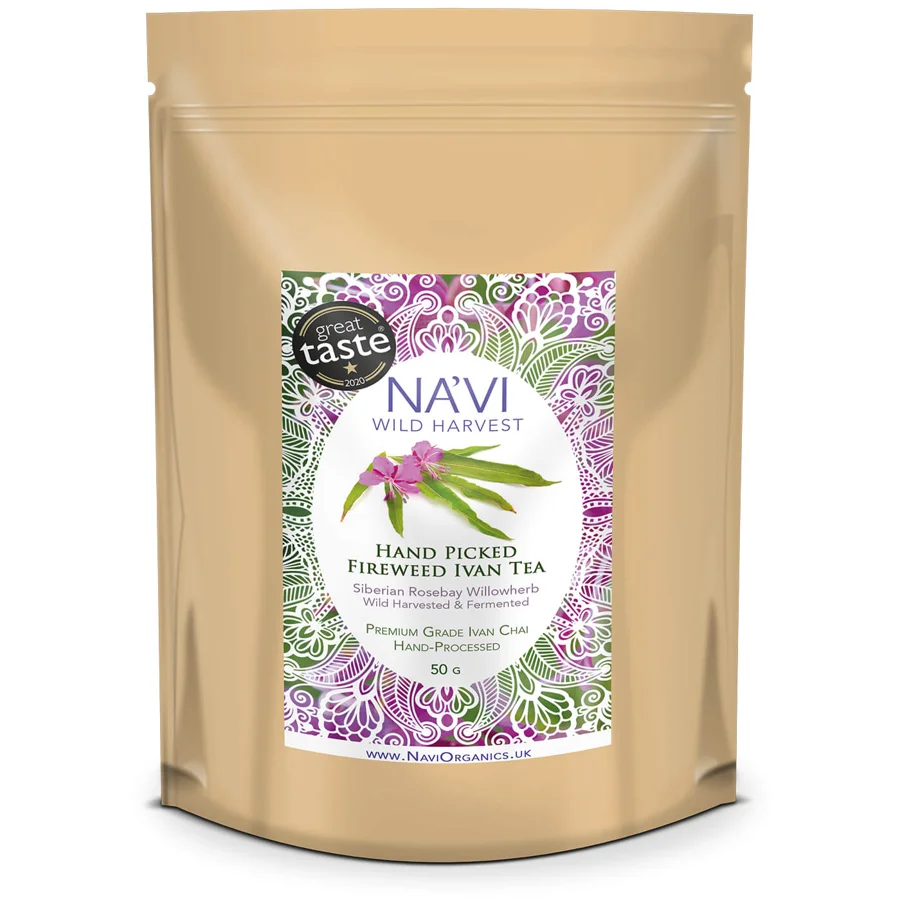 great
taste®
2020
NA'VI
WILD HARVEST
HAND PICKED
FIREWEED IVAN TEA
Siberian Rosebay Willowherb
Wild Harvested & Fermented
PREMIUM GRADE IVAN CHAI
HAND-PROCESSED
50 G
WWW.NAVIORGANICS.UK